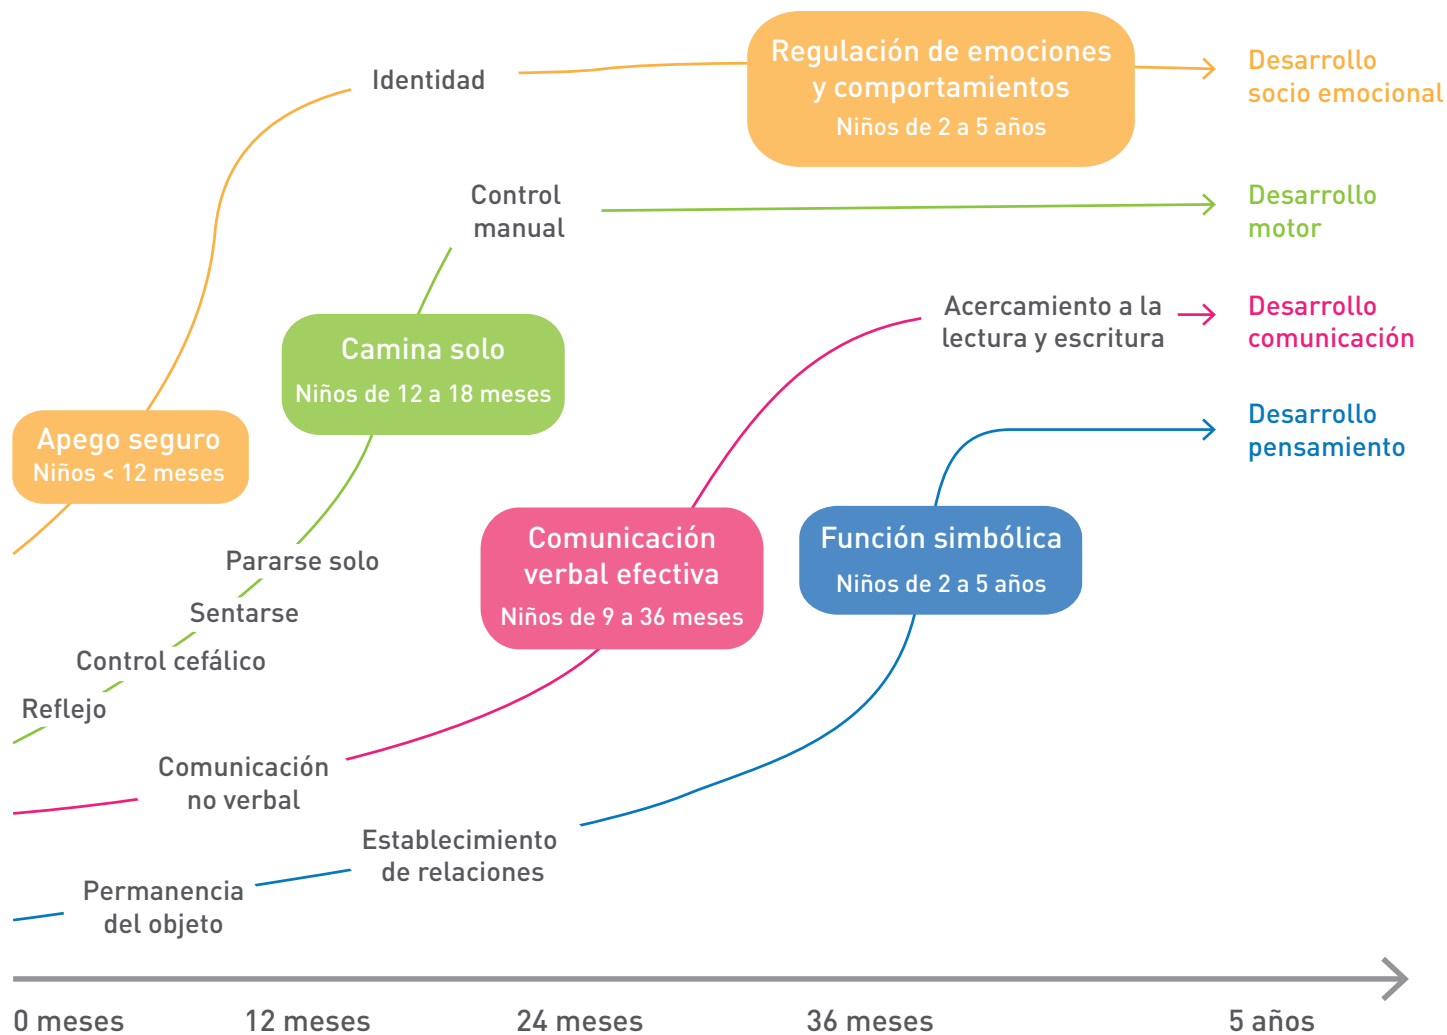 Identidad
Regulación de emociones
y comportamientos
Niños de 2 a 5 años
Desarrollo
socio emocional
Control
manual
Desarrollo
motor
Camina solo
Niños de 12 a 18 meses
Acercamiento a la
lectura y escritura
Desarrollo
comunicación
Apego seguro
Niños < 12 meses
Desarrollo
pensamiento
Pararse solo
Sentarse
Control cefálico
Reflejo
Comunicación
verbal efectiva
Niños de 9 a 36 meses
Función simbólica
Niños de 2 a 5 años
Comunicación
no verbal
Establecimiento
de relaciones
Permanencia
del objeto
0 meses
12 meses
24 meses
36 meses
5 años